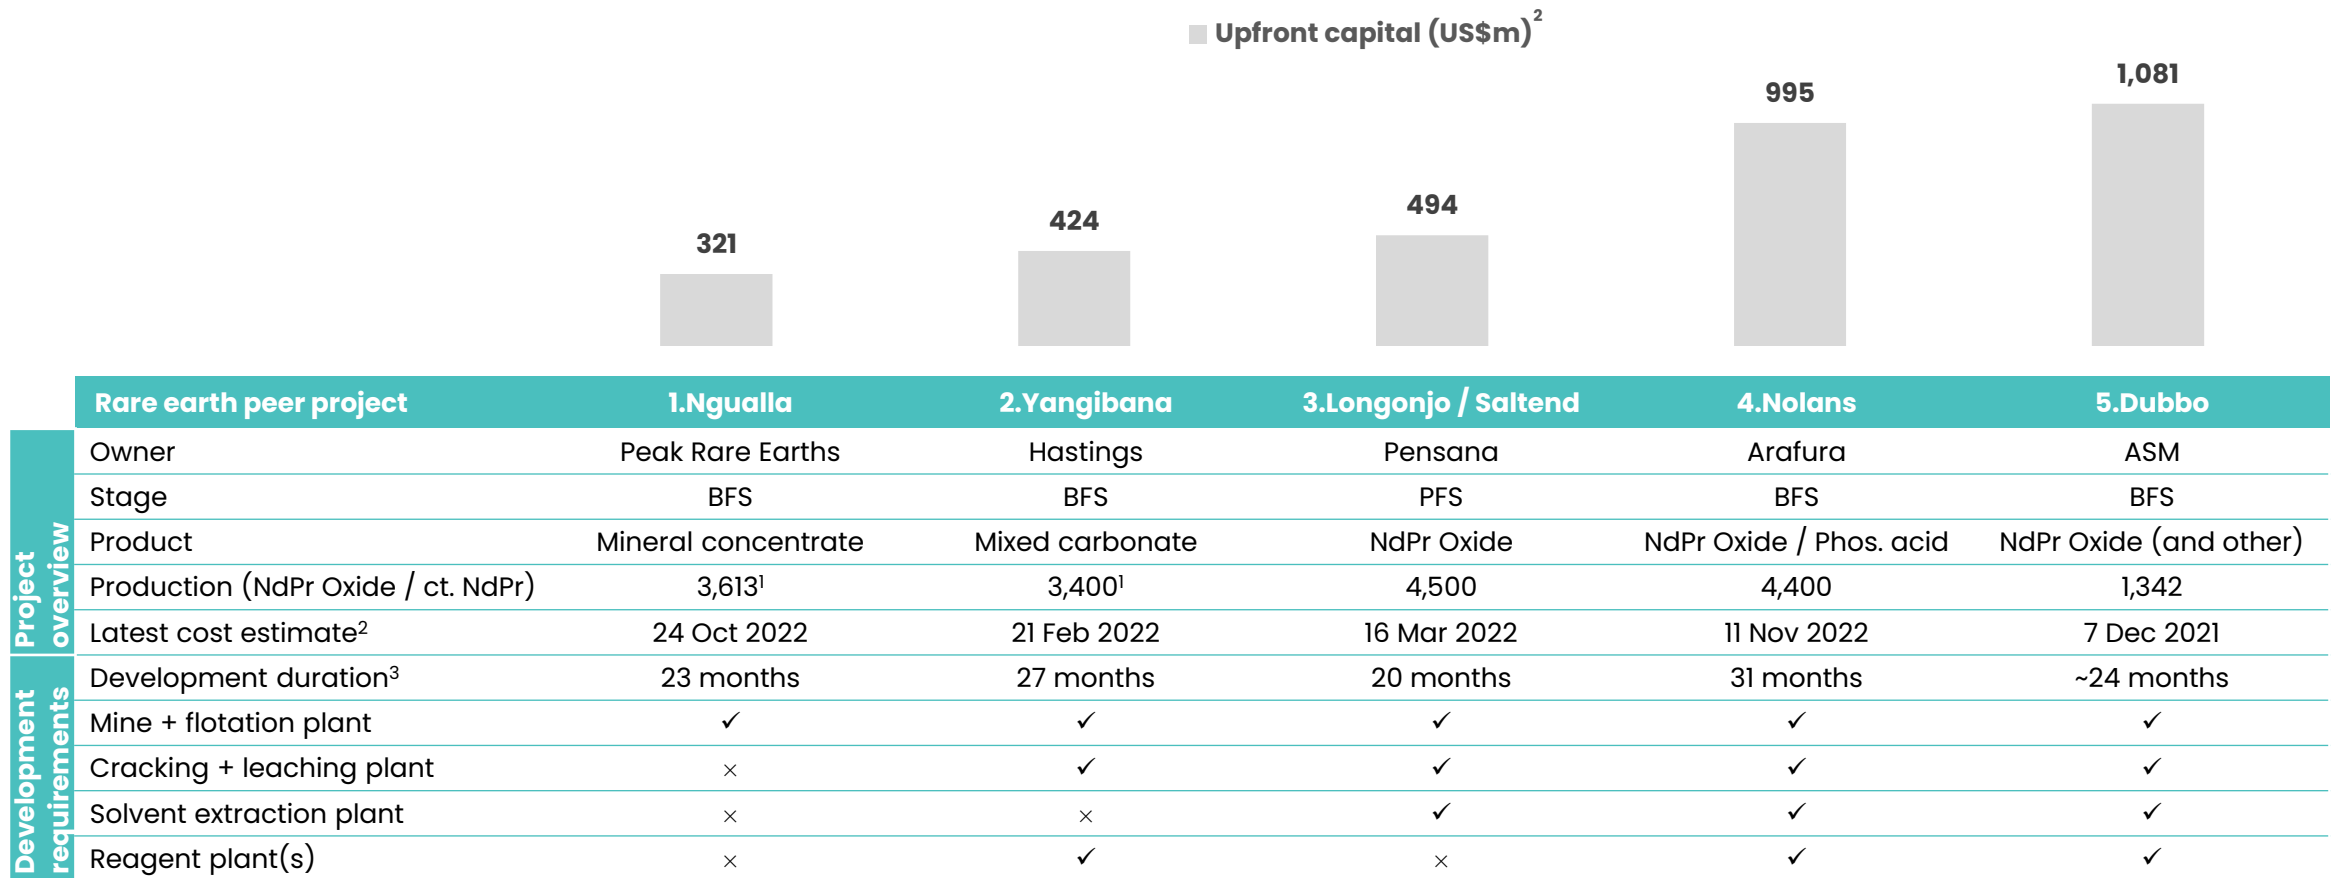 Upfront capital (US$m)²
321
424
494
995
1,081
Rare earth peer project 1.Ngualla 2.Yangibana 3.Longonjo / Saltend 4.Nolans 5.Dubbo
Project overview
Owner Peak Rare Earths Hastings Pensana Arafura ASM
Stage BFS BFS PFS BFS BFS
Product Mineral concentrate Mixed carbonate NdPr Oxide NdPr Oxide / Phos. acid NdPr Oxide (and other)
Production (NdPr Oxide / ct. NdPr) 3,613¹ 3,400¹ 4,500 4,400 1,342
Latest cost estimate² 24 Oct 2022 21 Feb 2022 16 Mar 2022 11 Nov 2022 7 Dec 2021
Development requirements
Development duration³ 23 months 27 months 20 months 31 months ~24 months
Mine + flotation plant ✓ ✓ ✓ ✓ ✓
Cracking + leaching plant × ✓ ✓ ✓ ✓
Solvent extraction plant × × ✓ ✓ ✓
Reagent plant(s) × ✓ × ✓ ✓